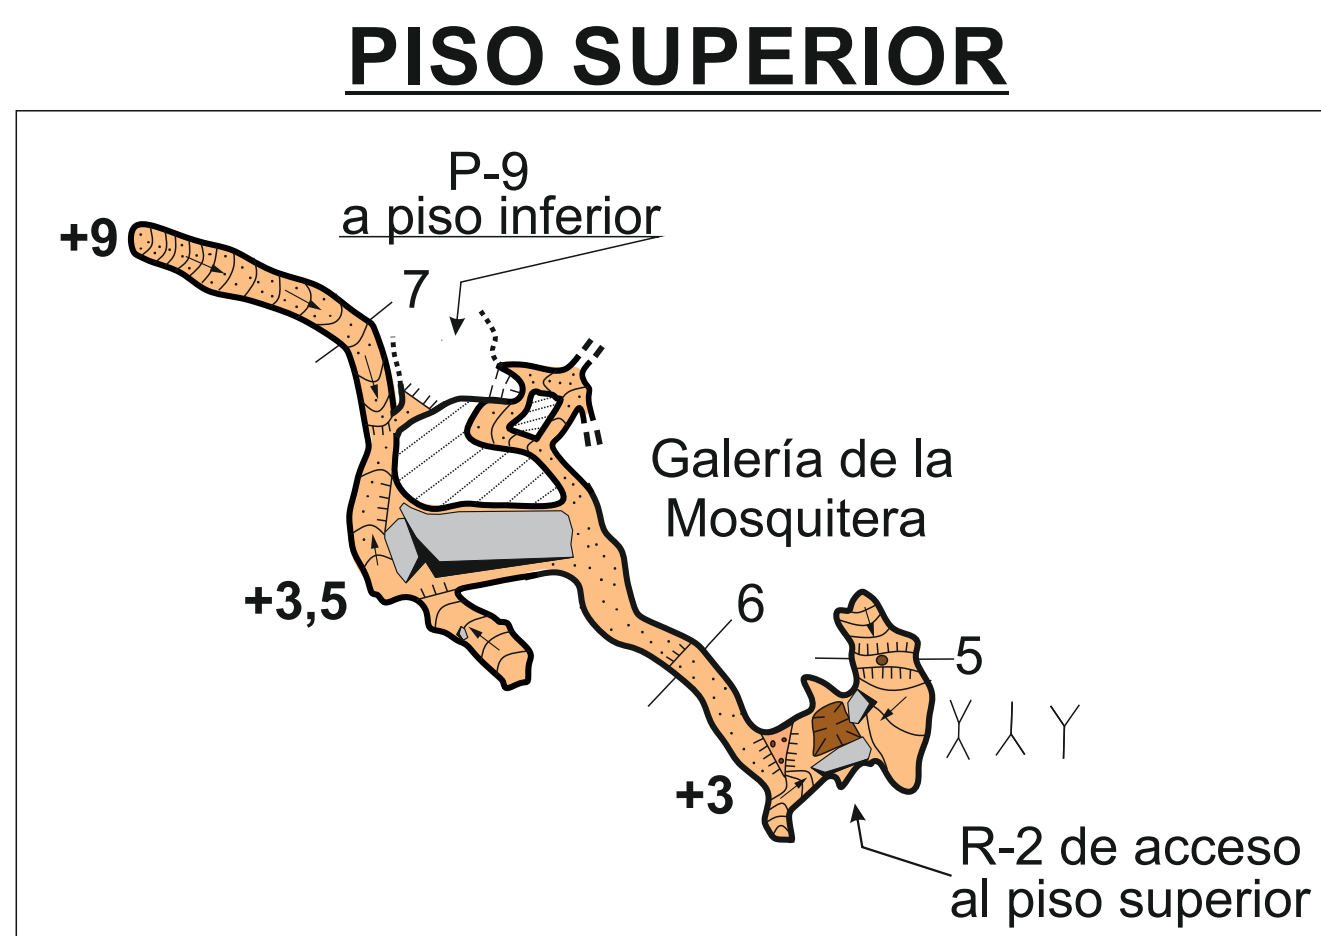 PISO SUPERIOR
P-9
a piso inferior
+9
7
Galería de la
Mosquitera
+3,5
6
5
+3
R-2 de acceso
al piso superior